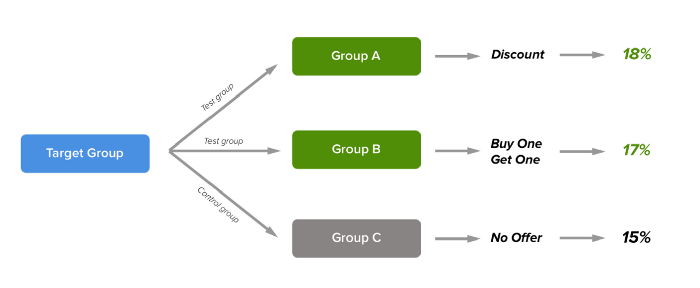 Group A
Discount
18%
Test group
Target Group
Test group
Group B
Buy One
Get One
17%
Control group
Group C
No Offer
15%